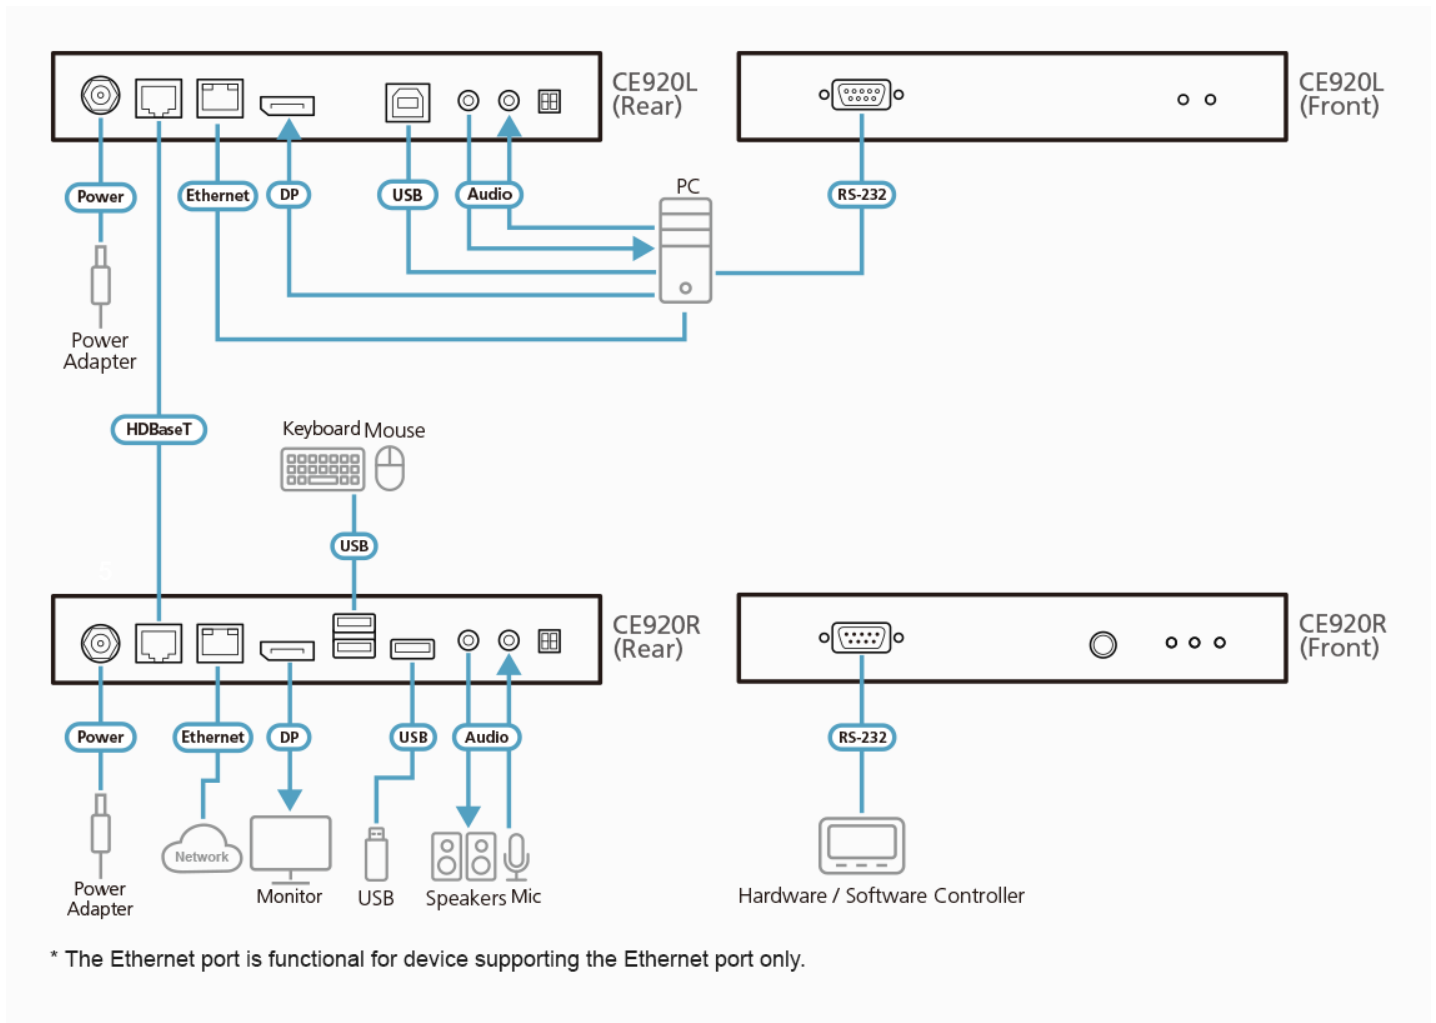 CE920L
(Rear)
CE920L
(Front)
Power
Ethernet
DP
USB
Audio
PC
RS-232
Power
Adapter
HDBaseT
Keyboard Mouse
USB
CE920R
(Rear)
CE920R
(Front)
Power
Ethernet
DP
USB
Audio
RS-232
Network
Power
Adapter
Monitor
USB
Speakers Mic
Hardware / Software Controller
* The Ethernet port is functional for device supporting the Ethernet port only.